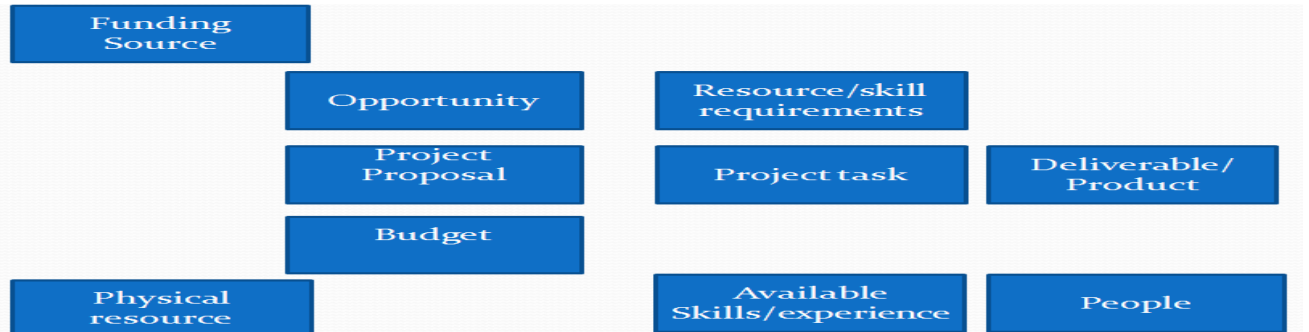 Funding
Source
Opportunity
Resource/skill
requirements
Project
Proposal
Project task
Deliverable/
Product
Budget
Physical
resource
Available
Skills/experience
People